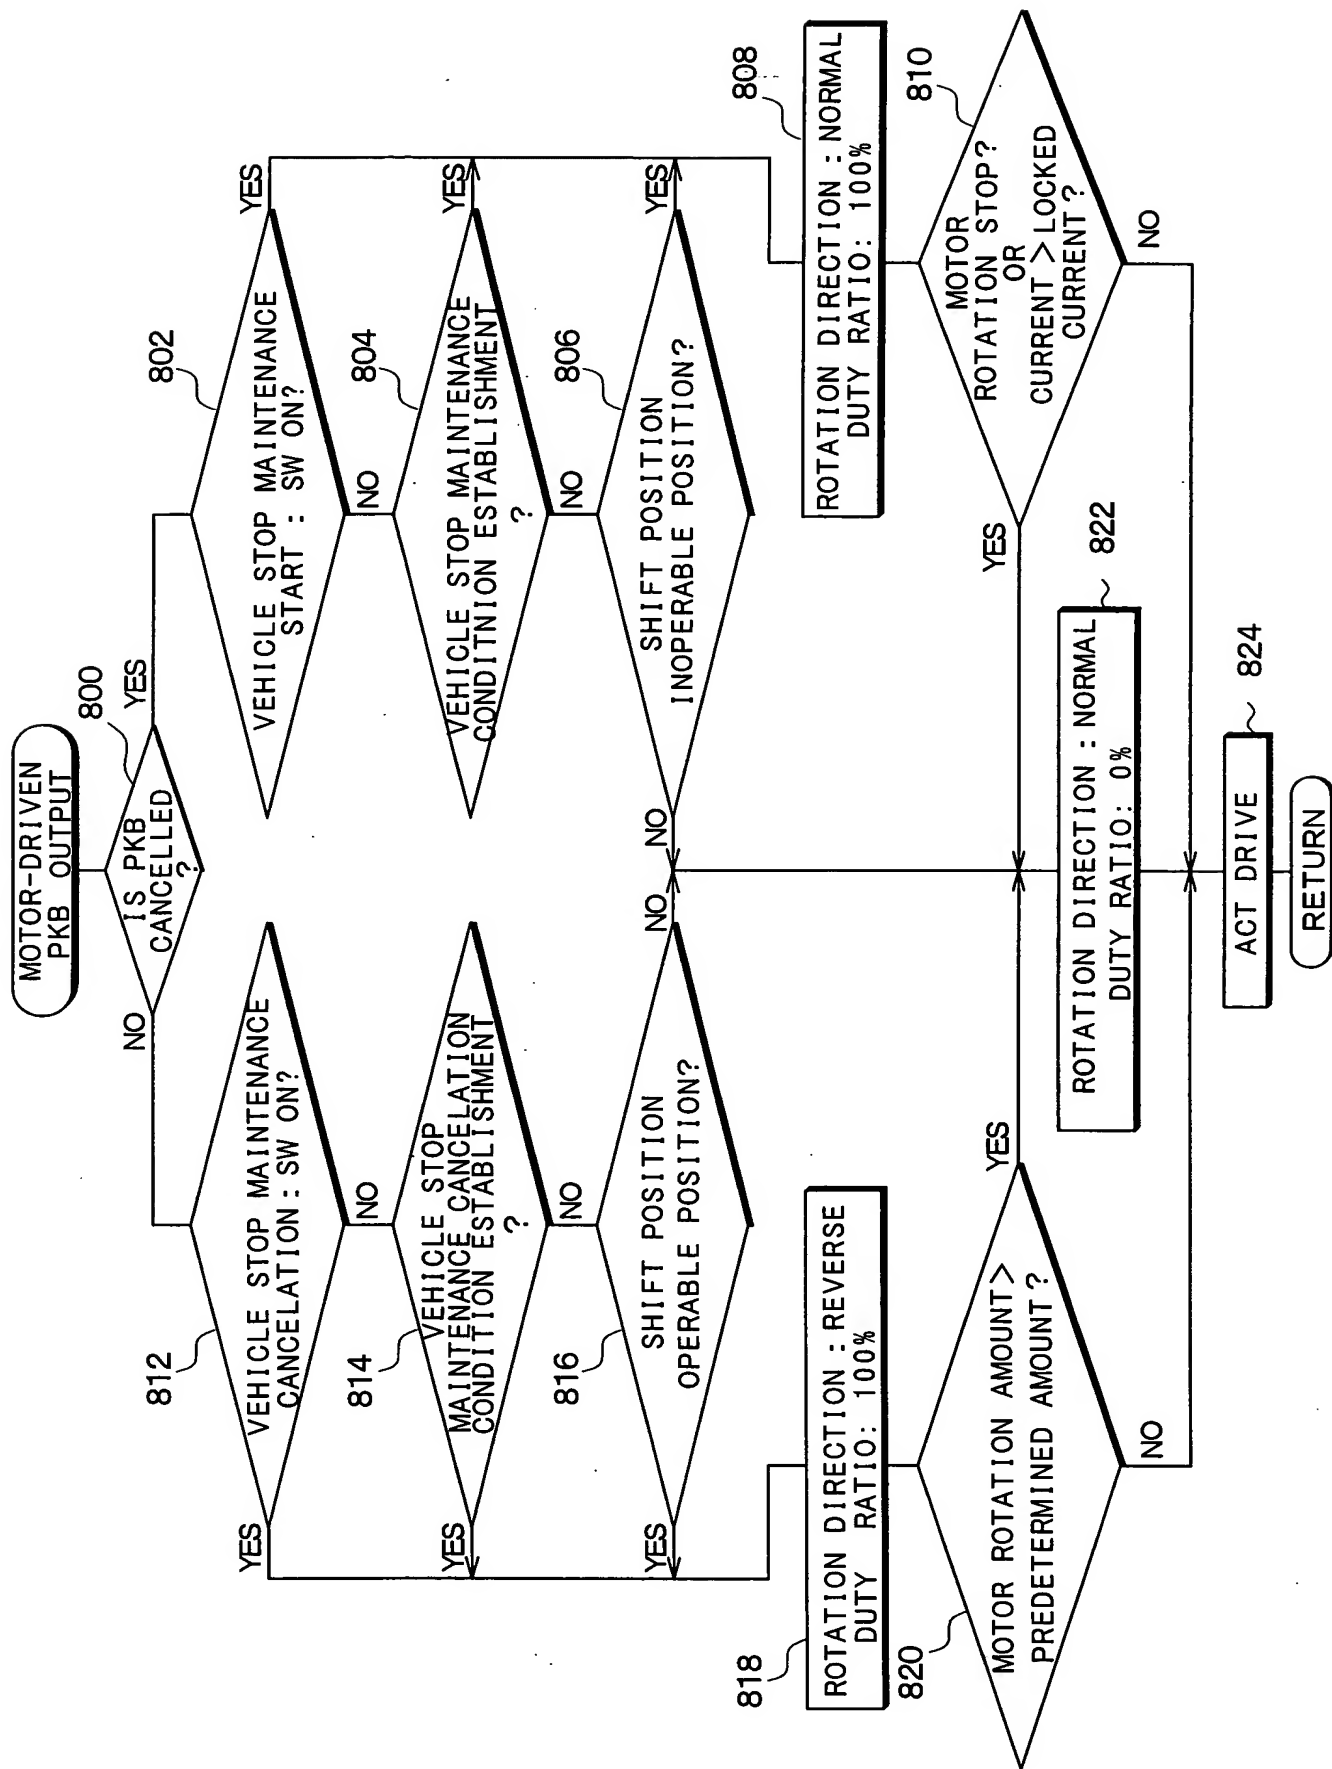 MOTOR-DRIVEN
PKB OUTPUT
800
IS PKB
CANCELLED
?
NO
YES
812
VEHICLE STOP MAINTENANCE
CANCELATION : SW ON?
YES
NO
814
VEHICLE STOP
MAINTENANCE CANCELATION
CONDITION ESTABLISHMENT
?
YES
NO
816
SHIFT POSITION
OPERABLE POSITION?
YES
NO
802
VEHICLE STOP MAINTENANCE
START : SW ON?
YES
NO
804
VEHICLE STOP MAINTENANCE
CONDITNION ESTABLISHMENT
?
YES
NO
806
SHIFT POSITION
INOPERABLE POSITION?
YES
NO
818
ROTATION DIRECTION : REVERSE
DUTY RATIO: 100%
820
MOTOR ROTATION AMOUNT>
PREDETERMINED AMOUNT?
YES
NO
808
ROTATION DIRECTION : NORMAL
DUTY RATIO: 100%
810
MOTOR
ROTATION STOP?
OR
CURRENT > LOCKED
CURRENT?
YES
NO
822
ROTATION DIRECTION : NORMAL
DUTY RATIO: 0%
824
ACT DRIVE
RETURN